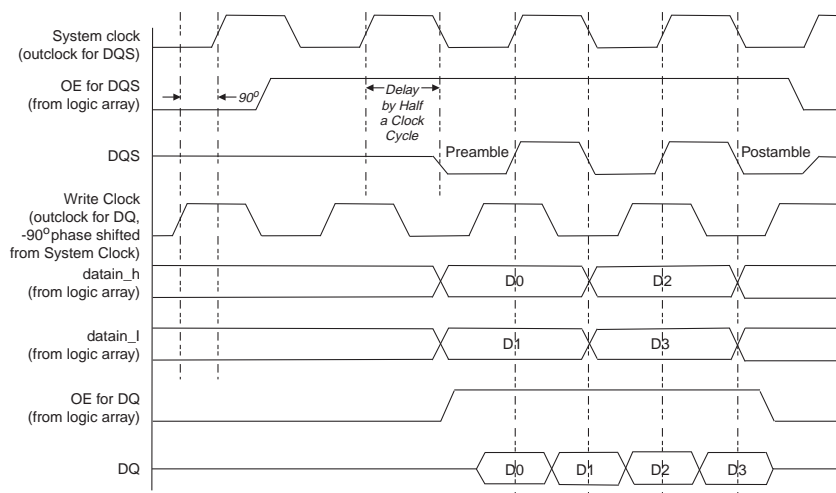 System clock
(outclock for DQS)
OE for DQS
(from logic array)
90º
Delay
by Half
a Clock
Cycle
DQS
Preamble
Postamble
Write Clock
(outclock for DQ,
-90º phase shifted
from System Clock)
datain_h
(from logic array)
D0
D2
datain_l
(from logic array)
D1
D3
OE for DQ
(from logic array)
DQ
D0
D1
D2
D3